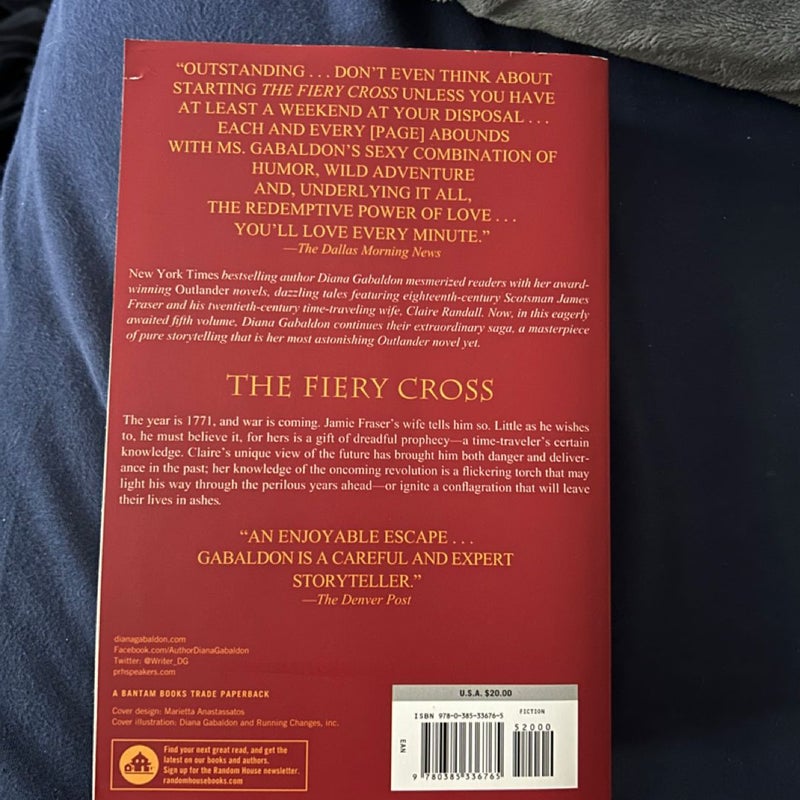 “OUTSTANDING . . . DON’T EVEN THINK ABOUT
STARTING THE FIERY CROSS UNLESS YOU HAVE
AT LEAST A WEEKEND AT YOUR DISPOSAL . . .
EACH AND EVERY [PAGE] ABOUNDS
WITH MS. GABALDON’S SEXY COMBINATION OF
HUMOR, WILD ADVENTURE
AND, UNDERLYING IT ALL,
THE REDEMPTIVE POWER OF LOVE . . .
YOU’LL LOVE EVERY MINUTE.”
—The Dallas Morning News
New York Times bestselling author Diana Gabaldon mesmerized readers with her award-
winning Outlander novels, dazzling tales featuring eighteenth-century Scotsman James
Fraser and his twentieth-century time-traveling wife, Claire Randall. Now, in this eagerly
awaited fifth volume, Diana Gabaldon continues their extraordinary saga, a masterpiece
of pure storytelling that is her most astonishing Outlander novel yet.
THE FIERY CROSS
The year is 1771, and war is coming. Jamie Fraser’s wife tells him so. Little as he wishes
to, he must believe it, for hers is a gift of dreadful prophecy—a time-traveler’s certain
knowledge. Claire’s unique view of the future has brought him both danger and deliver-
ance in the past; her knowledge of the oncoming revolution is a flickering torch that may
light his way through the perilous years ahead—or ignite a conflagration that will leave
their lives in ashes.
“AN ENJOYABLE ESCAPE . . .
GABALDON IS A CAREFUL AND EXPERT
STORYTELLER.”
—The Denver Post
dianagabaldon.com
Facebook.com/AuthorDianaGabaldon
Twitter: @Writer_DG
prhspeakers.com
A BANTAM BOOKS TRADE PAPERBACK
Cover design: Marietta Anastassatos
Cover illustration: Diana Gabaldon and Running Changes, inc.
Find your next great read, and get the
latest on our books and authors.
Sign up for the Random House newsletter.
randomhousebooks.com
U.S.A. $20.00
FICTION
ISBN 978-0-385-33676-5
52000
EAN
9 780385 336765